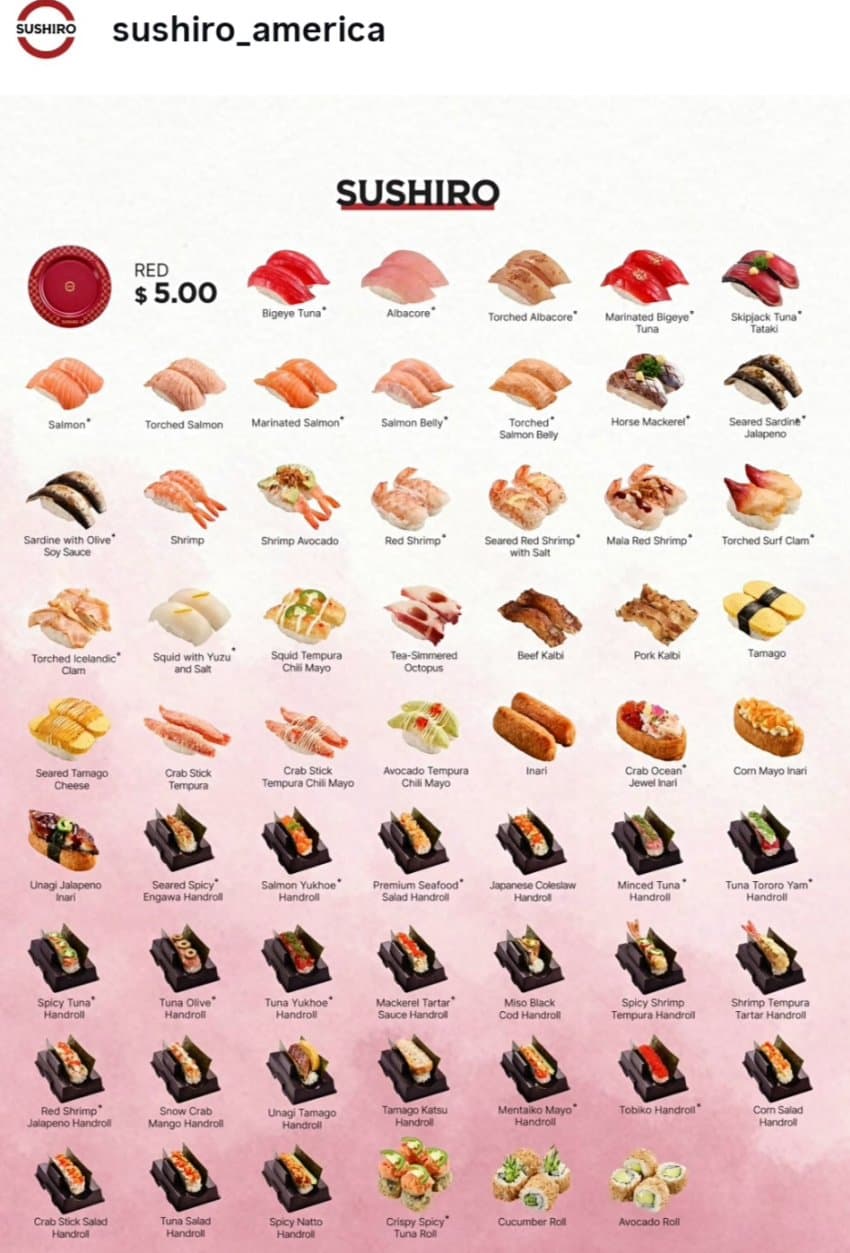 SUSHIRO
sushiro_america
SUSHIRO
RED
$ 5.00
Bigeye Tuna*
Albacore*
Torched Albacore*
Marinated Bigeye*
Tuna
Skipjack Tuna*
Tataki
Salmon*
Torched Salmon
Marinated Salmon*
Salmon Belly*
Torched*
Salmon Belly
Horse Mackerel*
Seared Sardine*
Jalapeno
Sardine with Olive*
Soy Sauce
Shrimp
Shrimp Avocado
Red Shrimp*
Seared Red Shrimp*
with Salt
Mala Red Shrimp*
Torched Surf Clam*
Torched Icelandic*
Clam
Squid with Yuzu*
and Salt
Squid Tempura
Chili Mayo
Tea-Simmered
Octopus
Beef Kalbi
Pork Kalbi
Tamago
Seared Tamago
Cheese
Crab Stick
Tempura
Crab Stick
Tempura Chili Mayo
Avocado Tempura
Chili Mayo
Inari
Crab Ocean*
Jewel Inari
Corn Mayo Inari
Unagi Jalapeno
Inari
Seared Spicy*
Engawa Handroll
Salmon Yukhoe*
Handroll
Premium Seafood*
Salad Handroll
Japanese Coleslaw
Handroll
Minced Tuna*
Handroll
Tuna Tororo Yam*
Handroll
Spicy Tuna*
Handroll
Tuna Olive*
Handroll
Tuna Yukhoe*
Handroll
Mackerel Tartar*
Sauce Handroll
Miso Black
Cod Handroll
Spicy Shrimp
Tempura Handroll
Shrimp Tempura
Tartar Handroll
Red Shrimp*
Jalapeno Handroll
Snow Crab
Mango Handroll
Unagi Tamago
Handroll
Tamago Katsu
Handroll
Mentaiko Mayo*
Handroll
Tobiko Handroll*
Corn Salad
Handroll
Crab Stick Salad
Handroll
Tuna Salad
Handroll
Spicy Natto
Handroll
Crispy Spicy*
Tuna Roll
Cucumber Roll
Avocado Roll